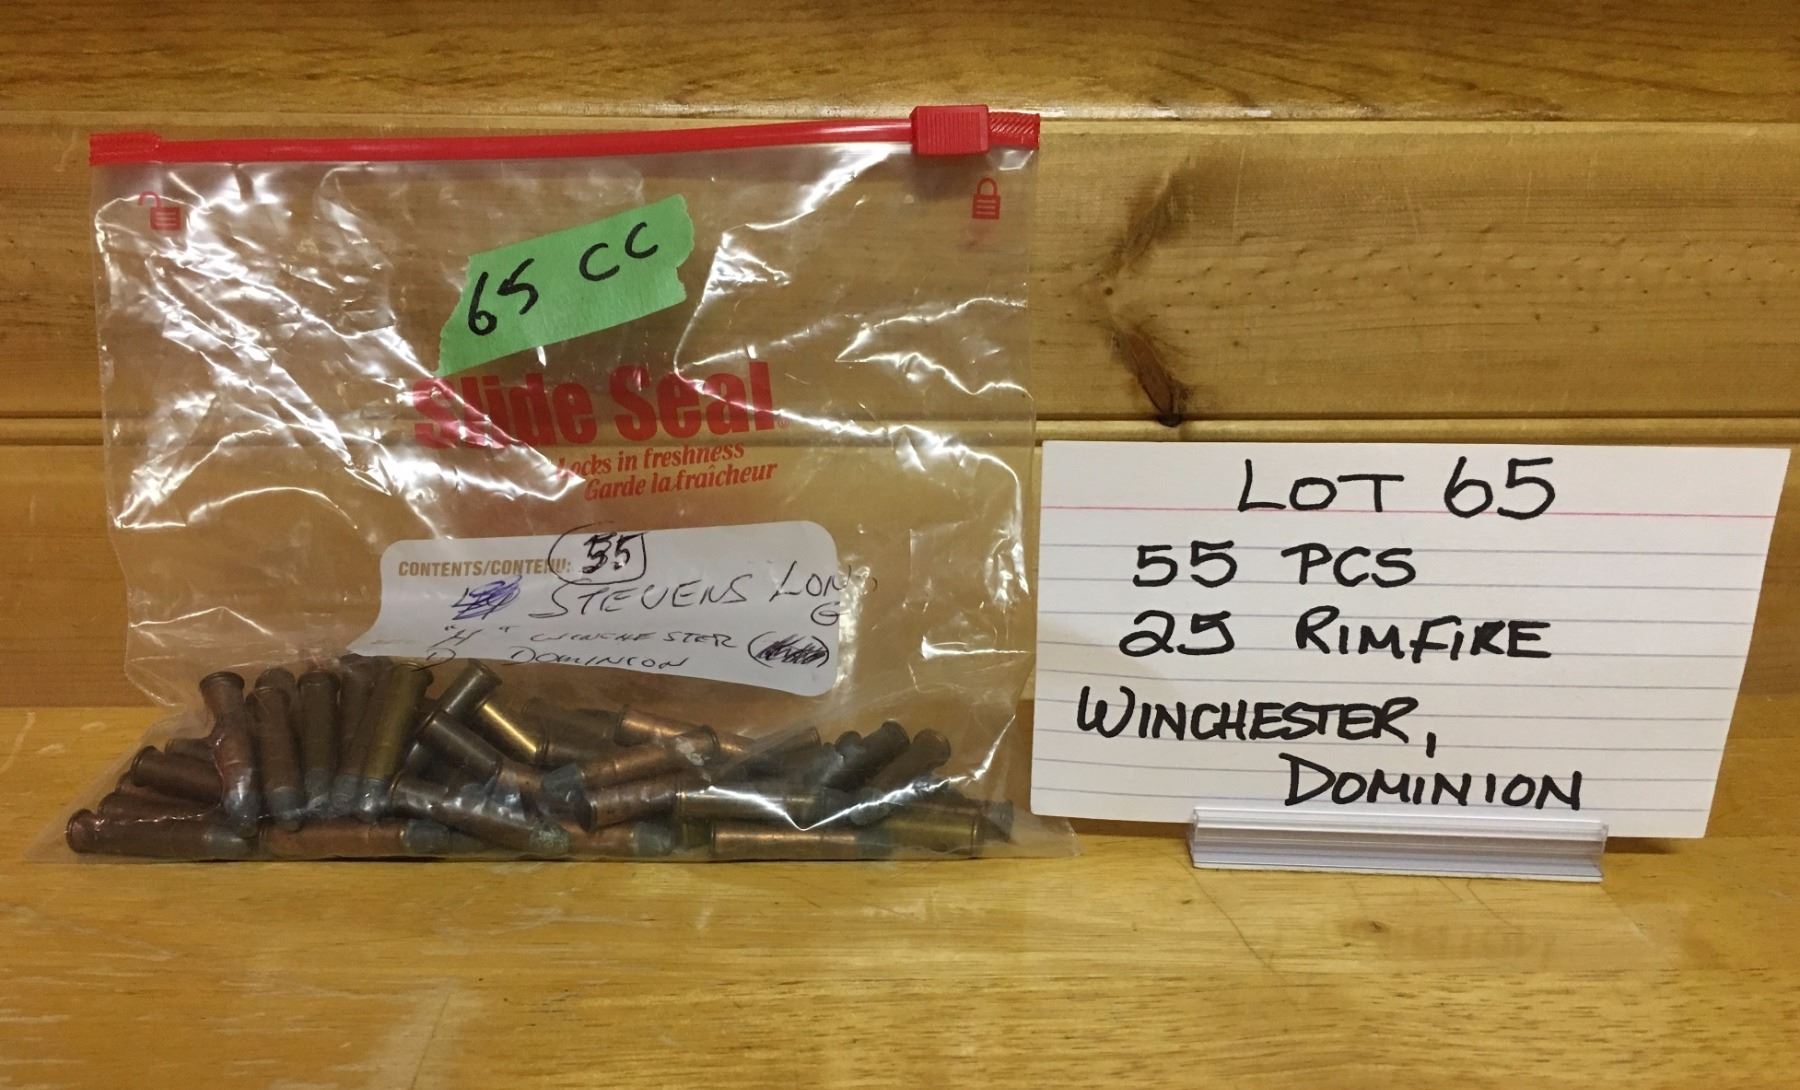 65 CC
Slide Seal
Locks in freshness
Garde la fraîcheur
CONTENTS/CONTENU: 55
STEVENS LONG
"H" WINCHESTER
D DOMINION
LOT 65
55 PCS
25 RIMFIRE
WINCHESTER,
DOMINION